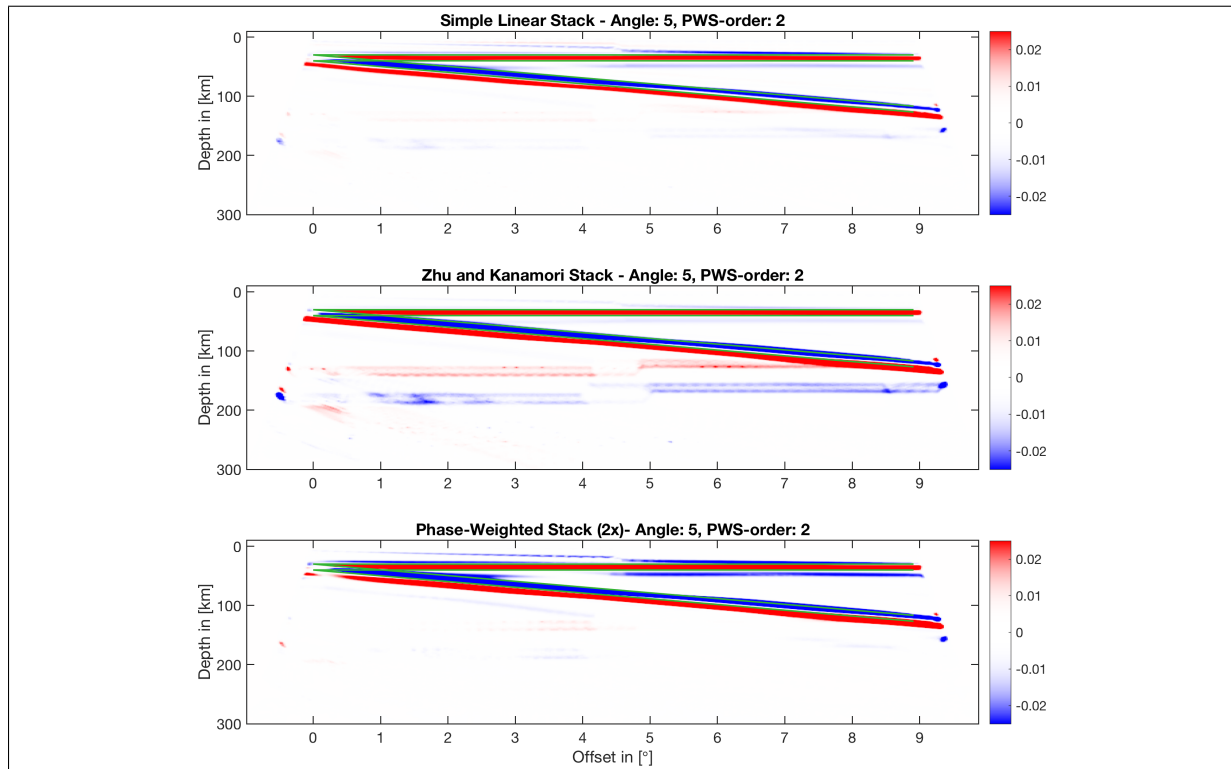 Simple Linear Stack - Angle: 5, PWS-order: 2
0
100
200
300
Depth in [km]
0 1 2 3 4 5 6 7 8 9
0.02
0.01
0
-0.01
-0.02
Zhu and Kanamori Stack - Angle: 5, PWS-order: 2
0
100
200
300
Depth in [km]
0 1 2 3 4 5 6 7 8 9
0.02
0.01
0
-0.01
-0.02
Phase-Weighted Stack (2x)- Angle: 5, PWS-order: 2
0
100
200
300
Depth in [km]
0 1 2 3 4 5 6 7 8 9
Offset in [°]
0.02
0.01
0
-0.01
-0.02